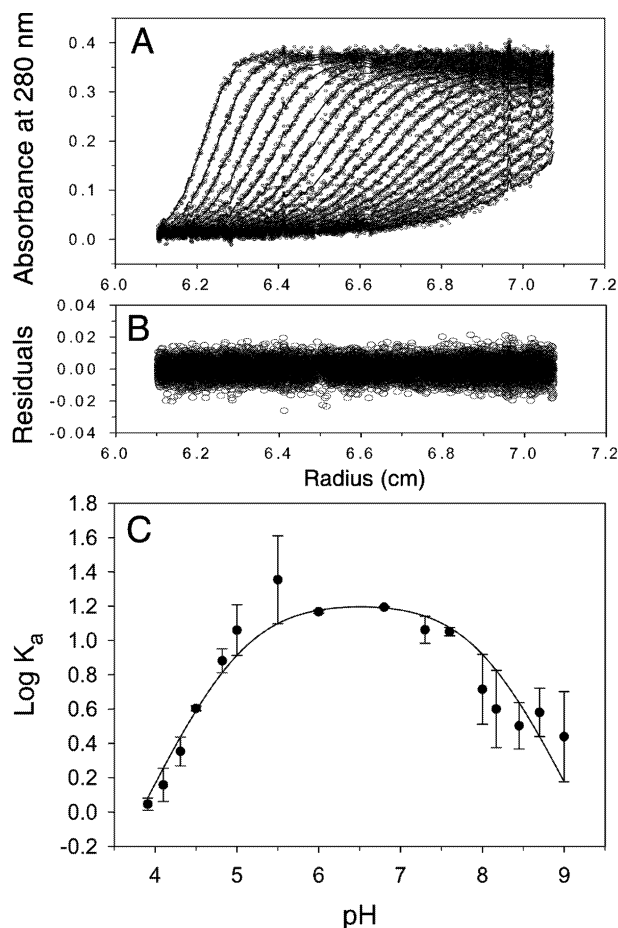 A
Absorbance at 280 nm
0.4
0.3
0.2
0.1
0.0
6.0 6.2 6.4 6.6 6.8 7.0 7.2
B
Residuals
0.04
0.02
0.00
-0.02
-0.04
6.0 6.2 6.4 6.6 6.8 7.0 7.2
Radius (cm)
C
Log Ka
1.8
1.6
1.4
1.2
1.0
0.8
0.6
0.4
0.2
0.0
-0.2
4 5 6 7 8 9
pH